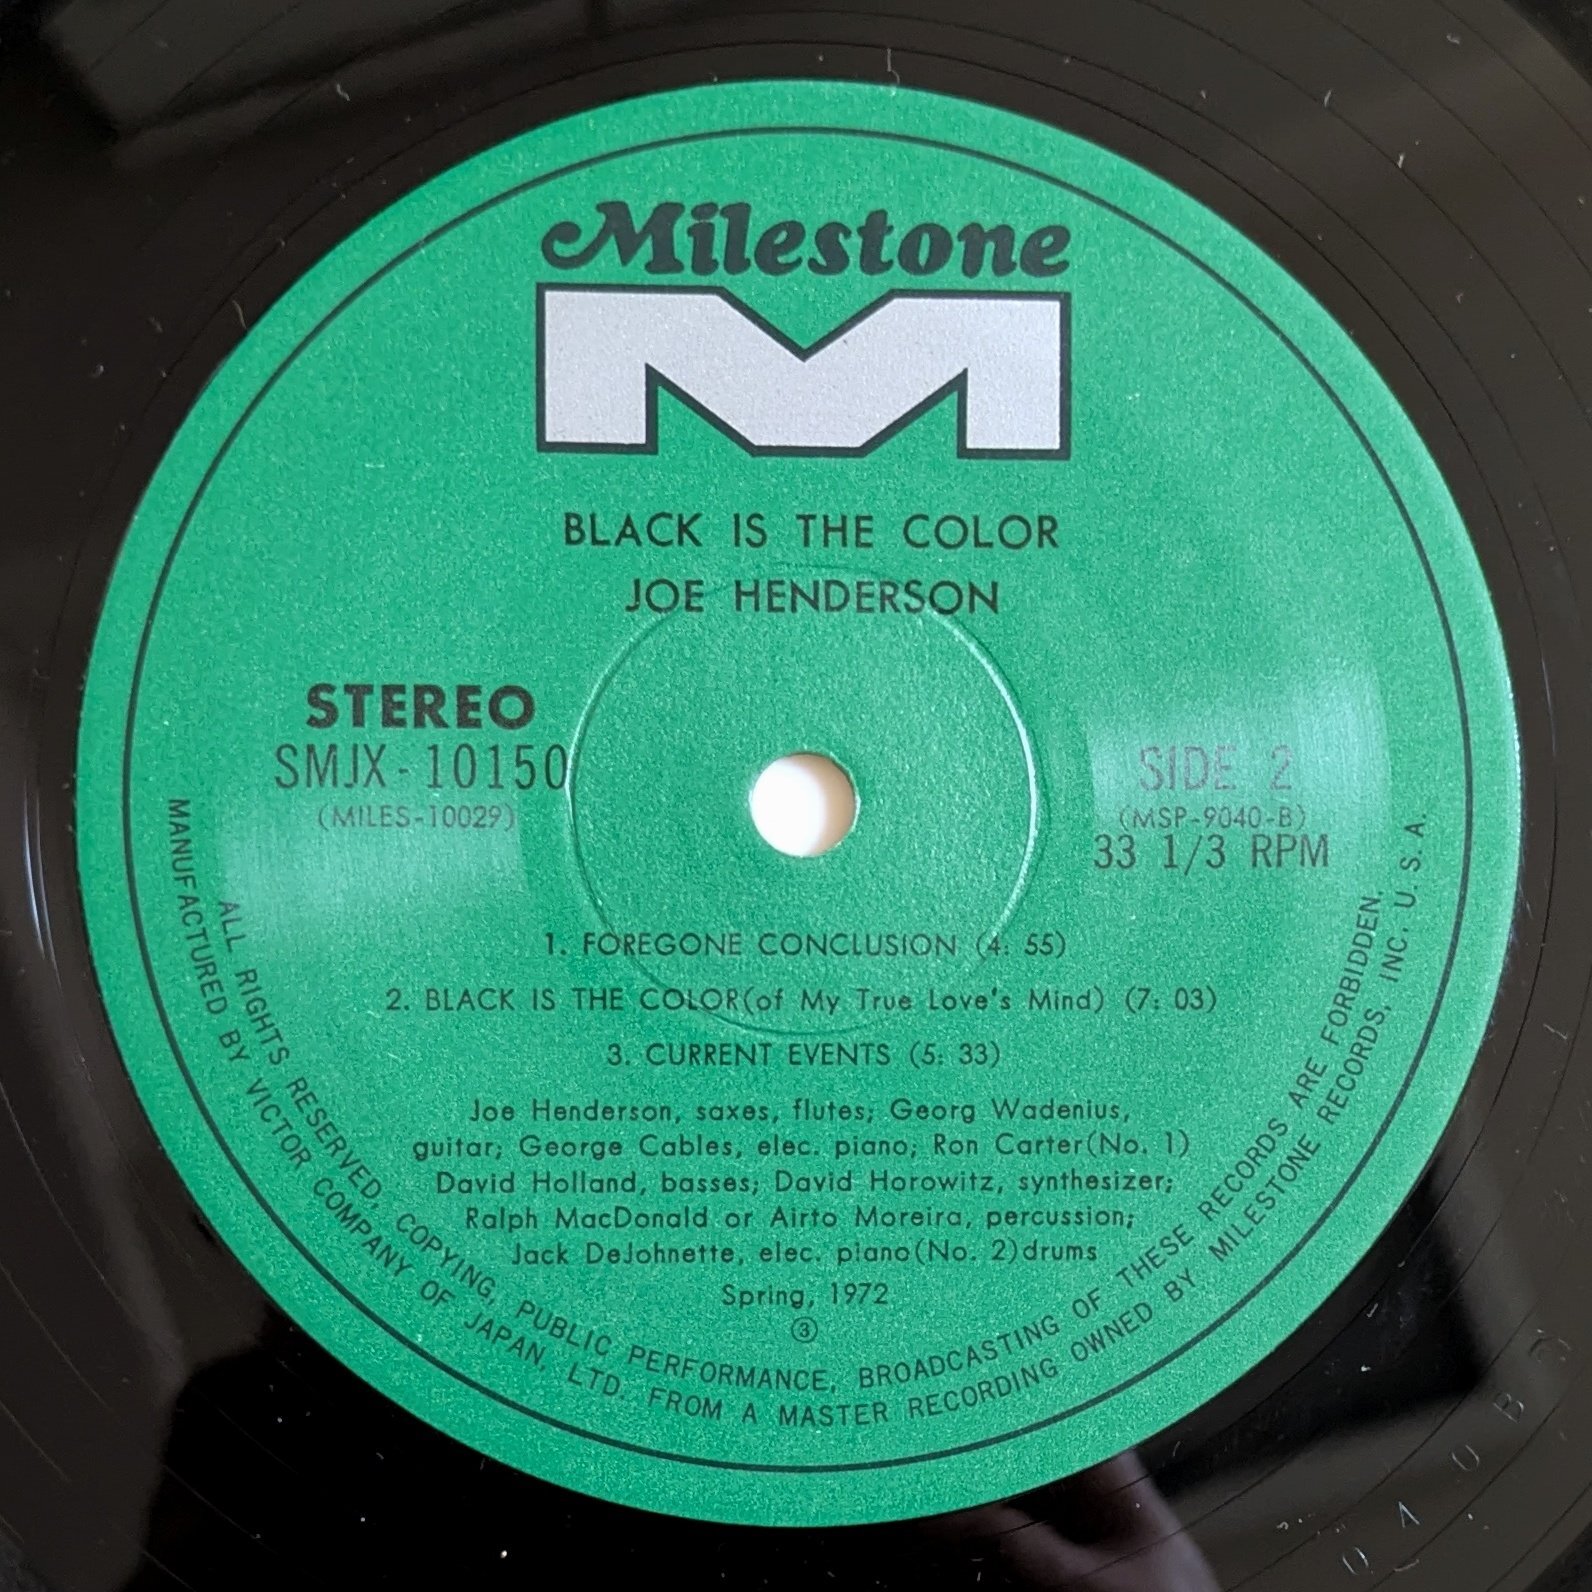 Milestone
BLACK IS THE COLOR
JOE HENDERSON
STEREO
SMJX-10150
(MILES-10029)
SIDE 2
(MSP-9040-B)
33 1/3 RPM
1. FOREGONE CONCLUSION (4: 55)
2. BLACK IS THE COLOR(of My True Love's Mind) (7: 03)
3. CURRENT EVENTS (5: 33)
Joe Henderson, saxes, flutes; Georg Wadenius,
guitar; George Cables, elec. piano; Ron Carter(No. 1)
David Holland, basses; David Horowitz, synthesizer;
Ralph MacDonald or Airto Moreira, percussion;
Jack DeJohnette, elec. piano(No. 2)drums
Spring, 1972
③
ALL RIGHTS RESERVED, COPYING, PUBLIC PERFORMANCE, BROADCASTING OF THESE RECORDS ARE FORBIDDEN.
MANUFACTURED BY VICTOR COMPANY OF JAPAN, LTD. FROM A MASTER RECORDING OWNED BY MILESTONE RECORDS, INC. U. S. A.